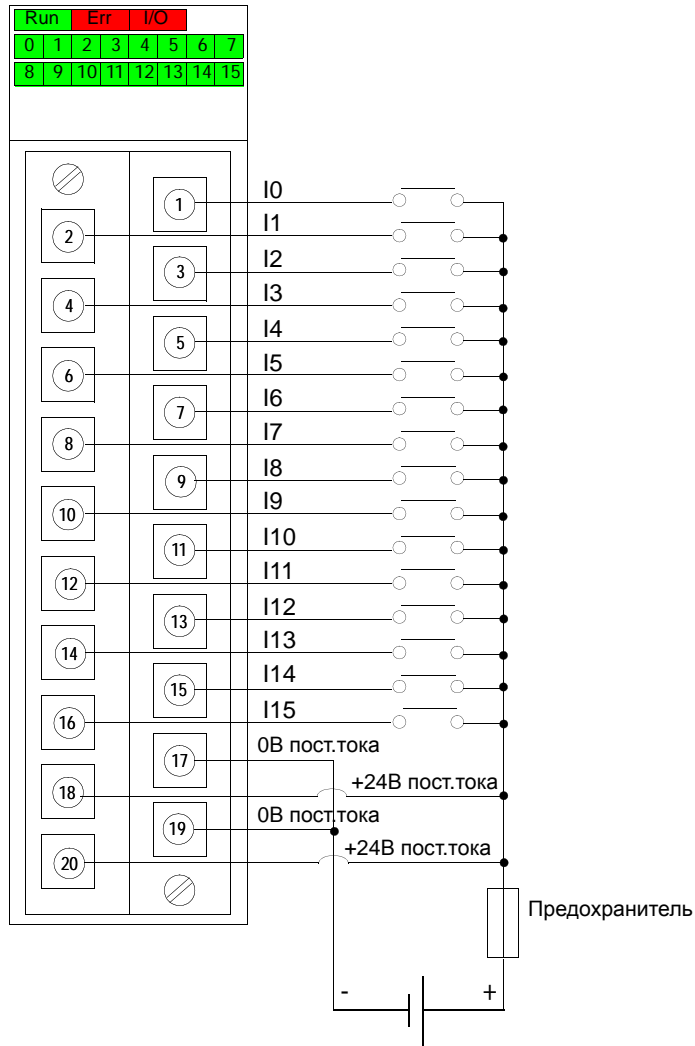 Run Err I/O
0 1 2 3 4 5 6 7
8 9 10 11 12 13 14 15
1 I0
2 I1
3 I2
4 I3
5 I4
6 I5
7 I6
8 I7
9 I8
10 I9
11 I10
12 I11
13 I12
14 I13
15 I14
16 I15
17 0В пост.тока
18 +24В пост.тока
19 0В пост.тока
20 +24В пост.тока
Предохранитель
- +